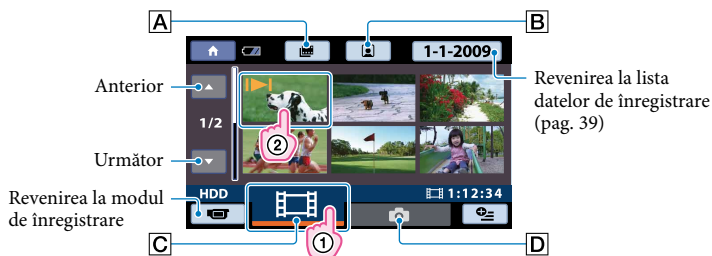 A
B
1-1-2009
Anterior
1/2
Următor
Revenirea la lista
datelor de înregistrare
(pag. 39)
②
HDD
1:12:34
Revenirea la modul
de înregistrare
①
C
D